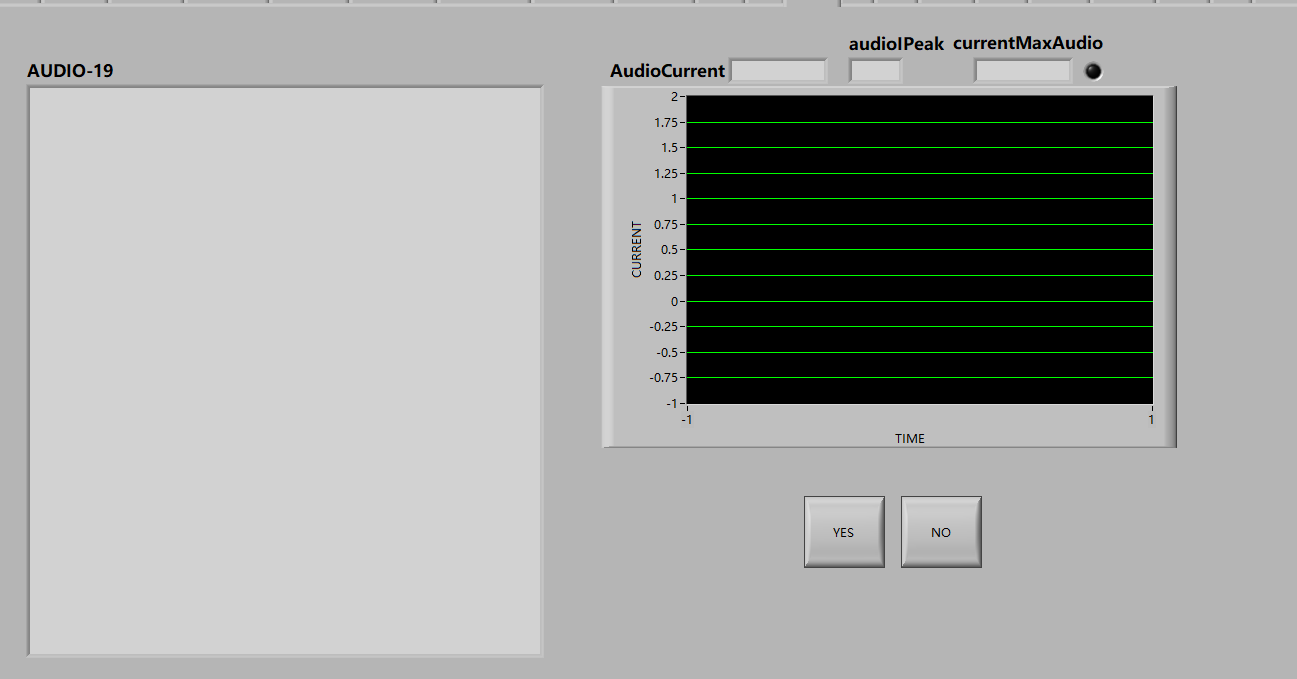 audioIPeak currentMaxAudio
AUDIO-19
AudioCurrent
2
1.75
1.5
1.25
1
0.75
0.5
0.25
0
-0.25
-0.5
-0.75
-1
CURRENT
-1 1
TIME
YES NO